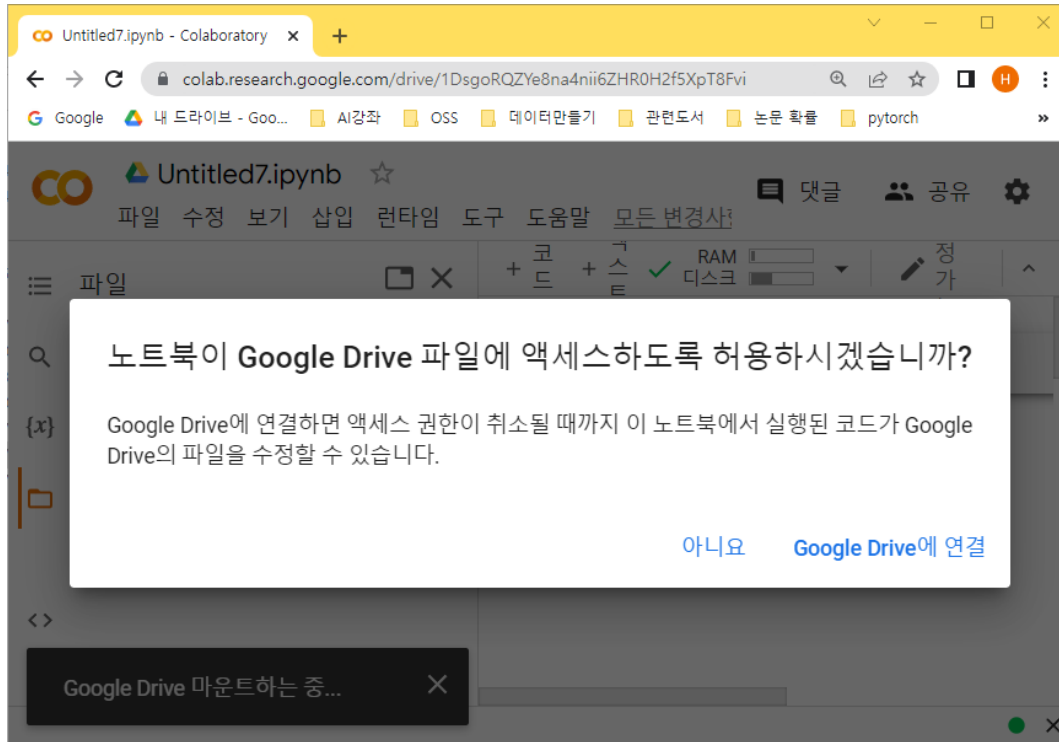 Untitled7.ipynb - Colaboratory
colab.research.google.com/drive/1DsgoRQZYe8na4nii6ZHR0H2f5XpT8Fvi
H
G Google 내 드라이브 - Goo... AI강좌 OSS 데이터만들기 관련도서 논문 확률 pytorch »
CO Untitled7.ipynb
댓글 공유
파일 수정 보기 삽입 런타임 도구 도움말 모든 변경사
파일
+ 코드 + 스트 RAM 디스크 정가
노트북이 Google Drive 파일에 액세스하도록 허용하시겠습니까?
{x}
Google Drive에 연결하면 액세스 권한이 취소될 때까지 이 노트북에서 실행된 코드가 Google
Drive의 파일을 수정할 수 있습니다.
아니요 Google Drive에 연결
<>
Google Drive 마운트하는 중...